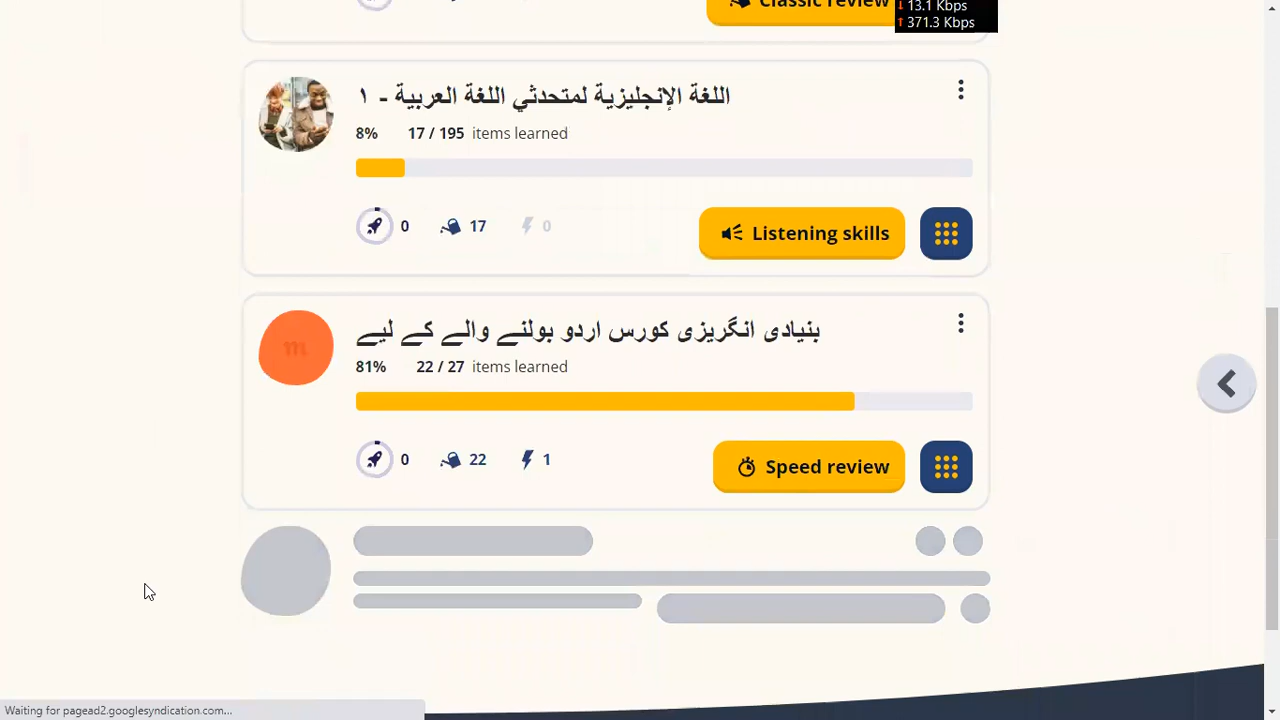 Classic review
↓ 13.1 Kbps
↑ 371.3 Kbps
اللغة الإنجليزية لمتحدثي اللغة العربية - ١
8% 17 / 195 items learned
0 17 0 Listening skills
بنیادی انگریزی کورس اردو بولنے والے کے لیے
m
81% 22 / 27 items learned
0 22 1 Speed review
Waiting for pagead2.googlesyndication.com...